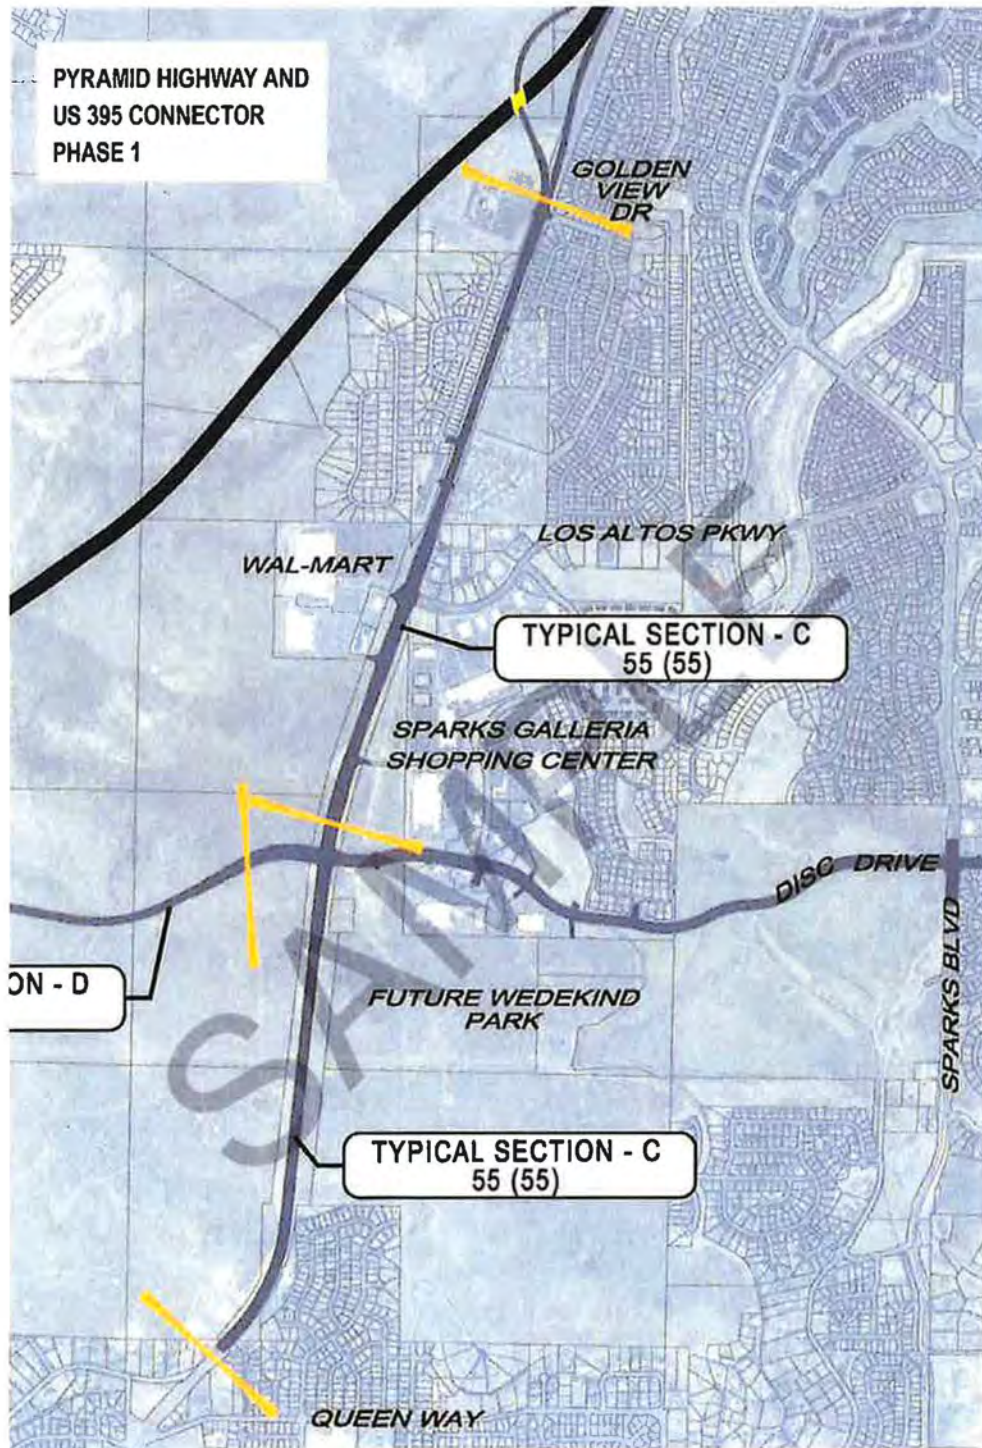 PYRAMID HIGHWAY AND
US 395 CONNECTOR
PHASE 1
GOLDEN
VIEW
DR
LOS ALTOS PKWY
WAL-MART
TYPICAL SECTION - C
55 (55)
SPARKS GALLERIA
SHOPPING CENTER
DISC DRIVE
SPARKS BLVD
ON - D
FUTURE WEDEKIND
PARK
SAMPLE
TYPICAL SECTION - C
55 (55)
QUEEN WAY